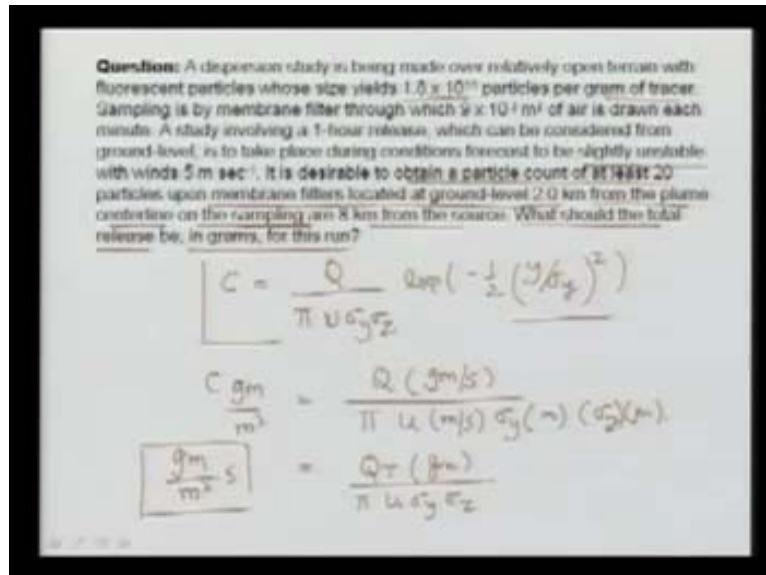 Question: A dispersion study is being made over relatively open terrain with
fluorescent particles whose size yields 1.8 x 10 particles per gram of tracer.
Sampling is by membrane filter through which 9 x 10 m³ of air is drawn each
minute. A study involving a 1-hour release, which can be considered from
ground-level, is to take place during conditions forecast to be slightly unstable
with winds 5 m sec⁻¹. It is desirable to obtain a particle count of at least 20
particles upon membrane filters located at ground-level 2.0 km from the plume
centerline on the sampling arc 8 km from the source. What should the total
release be, in grams, for this run?
C = Q / (π u σy σz) exp(-1/2 (y/σy)²)
C gm/m³ = Q (gm/s) / (π u (m/s) σy (m) (σz)(m))
gm/m³ s = QT (gm) / (π u σy σz)